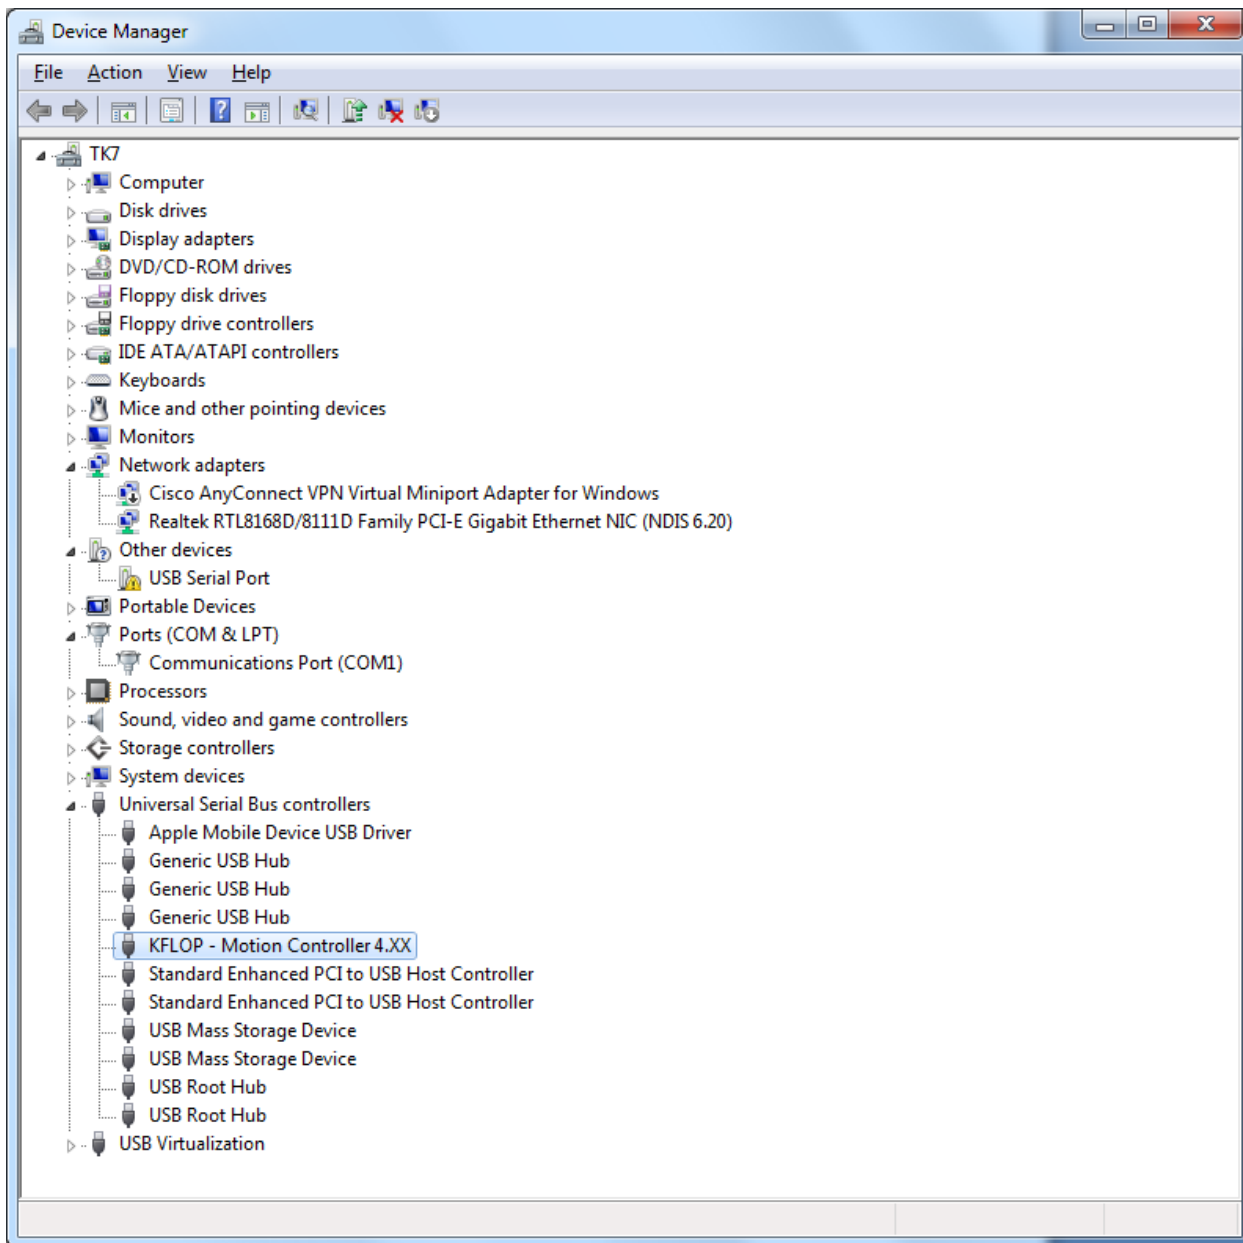 Device Manager
File Action View Help
TK7
Computer
Disk drives
Display adapters
DVD/CD-ROM drives
Floppy disk drives
Floppy drive controllers
IDE ATA/ATAPI controllers
Keyboards
Mice and other pointing devices
Monitors
Network adapters
Cisco AnyConnect VPN Virtual Miniport Adapter for Windows
Realtek RTL8168D/8111D Family PCI-E Gigabit Ethernet NIC (NDIS 6.20)
Other devices
USB Serial Port
Portable Devices
Ports (COM & LPT)
Communications Port (COM1)
Processors
Sound, video and game controllers
Storage controllers
System devices
Universal Serial Bus controllers
Apple Mobile Device USB Driver
Generic USB Hub
Generic USB Hub
Generic USB Hub
KFLOP - Motion Controller 4.XX
Standard Enhanced PCI to USB Host Controller
Standard Enhanced PCI to USB Host Controller
USB Mass Storage Device
USB Mass Storage Device
USB Root Hub
USB Root Hub
USB Virtualization